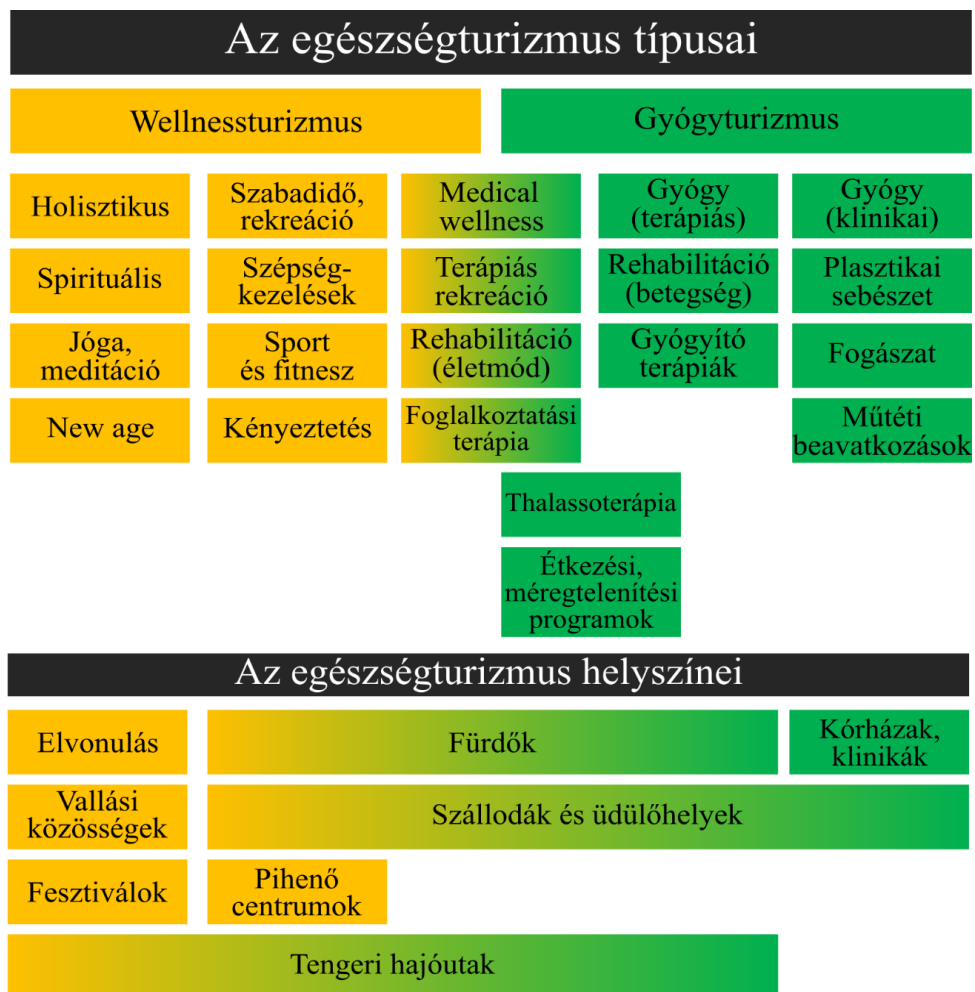 Az egészségturizmus típusai
Wellnessturizmus
Gyógyturizmus
Holisztikus
Szabadidő,
rekreáció
Medical
wellness
Gyógy
(terápiás)
Gyógy
(klinikai)
Spirituális
Szépség-
kezelések
Terápiás
rekreáció
Rehabilitáció
(betegség)
Plasztikai
sebészet
Jóga,
meditáció
Sport
és fitnesz
Rehabilitáció
(életmód)
Gyógyító
terápiák
Fogászat
New age
Kényeztetés
Foglalkoztatási
terápia
Műtéti
beavatkozások
Thalassoterápia
Étkezési,
méregtelenítési
programok
Az egészségturizmus helyszínei
Elvonulás
Fürdők
Kórházak,
klinikák
Vallási
közösségek
Szállodák és üdülőhelyek
Fesztiválok
Pihenő
centrumok
Tengeri hajóutak